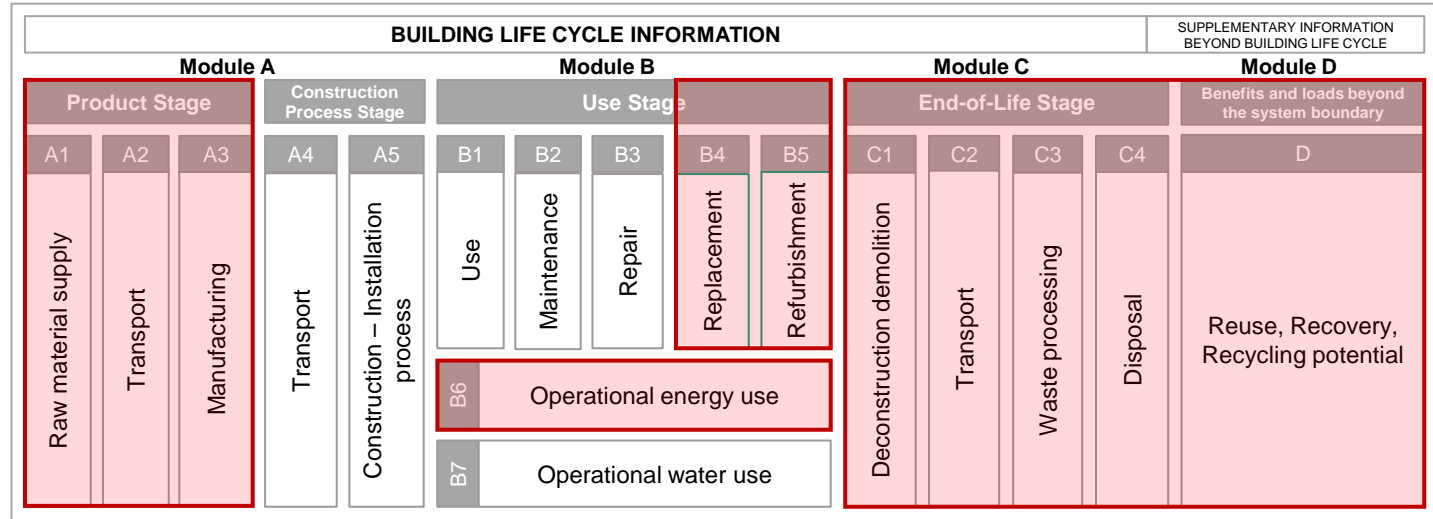 BUILDING LIFE CYCLE INFORMATION
SUPPLEMENTARY INFORMATION
BEYOND BUILDING LIFE CYCLE
Module A
Module B
Module C
Module D
Product Stage
Construction
Process Stage
Use Stage
End-of-Life Stage
Benefits and loads beyond
the system boundary
A1
A2
A3
A4
A5
B1
B2
B3
B4
B5
C1
C2
C3
C4
D
Raw material supply
Transport
Manufacturing
Transport
Construction – Installation
process
Use
Maintenance
Repair
Replacement
Refurbishment
Deconstruction demolition
Transport
Waste processing
Disposal
Reuse, Recovery,
Recycling potential
B6
Operational energy use
B7
Operational water use